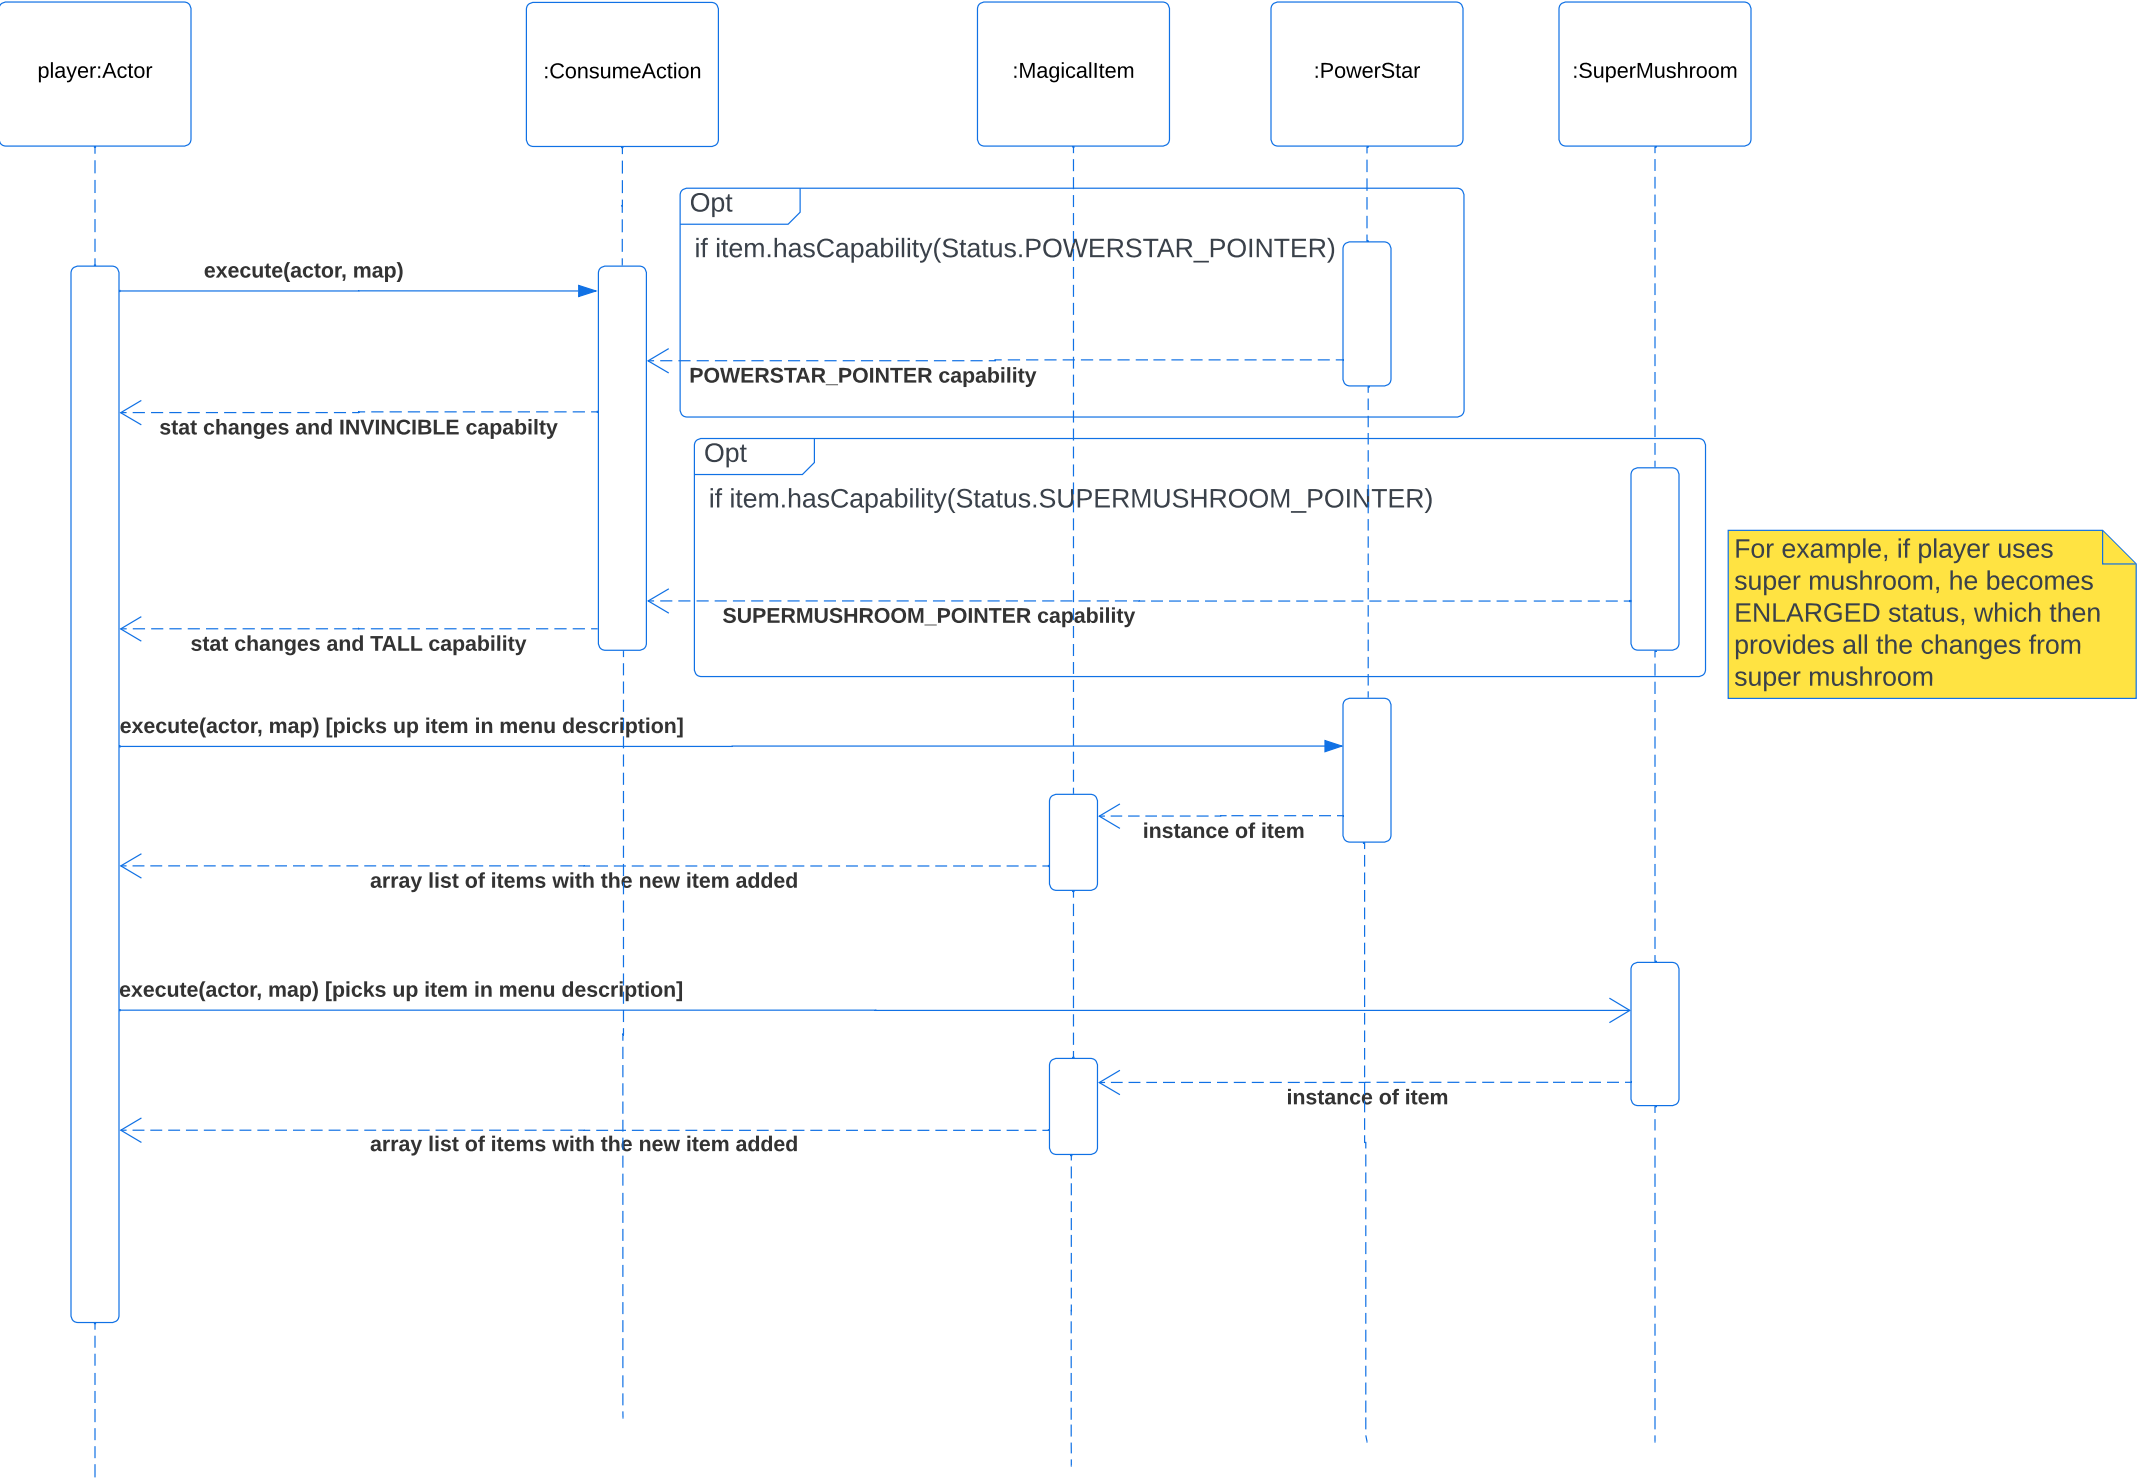 player:Actor
:ConsumeAction
:MagicalItem
:PowerStar
:SuperMushroom
Opt
if item.hasCapability(Status.POWERSTAR_POINTER)
execute(actor, map)
POWERSTAR_POINTER capability
stat changes and INVINCIBLE capabilty
Opt
if item.hasCapability(Status.SUPERMUSHROOM_POINTER)
For example, if player uses
super mushroom, he becomes
ENLARGED status, which then
provides all the changes from
super mushroom
SUPERMUSHROOM_POINTER capability
stat changes and TALL capability
execute(actor, map) [picks up item in menu description]
instance of item
array list of items with the new item added
execute(actor, map) [picks up item in menu description]
instance of item
array list of items with the new item added